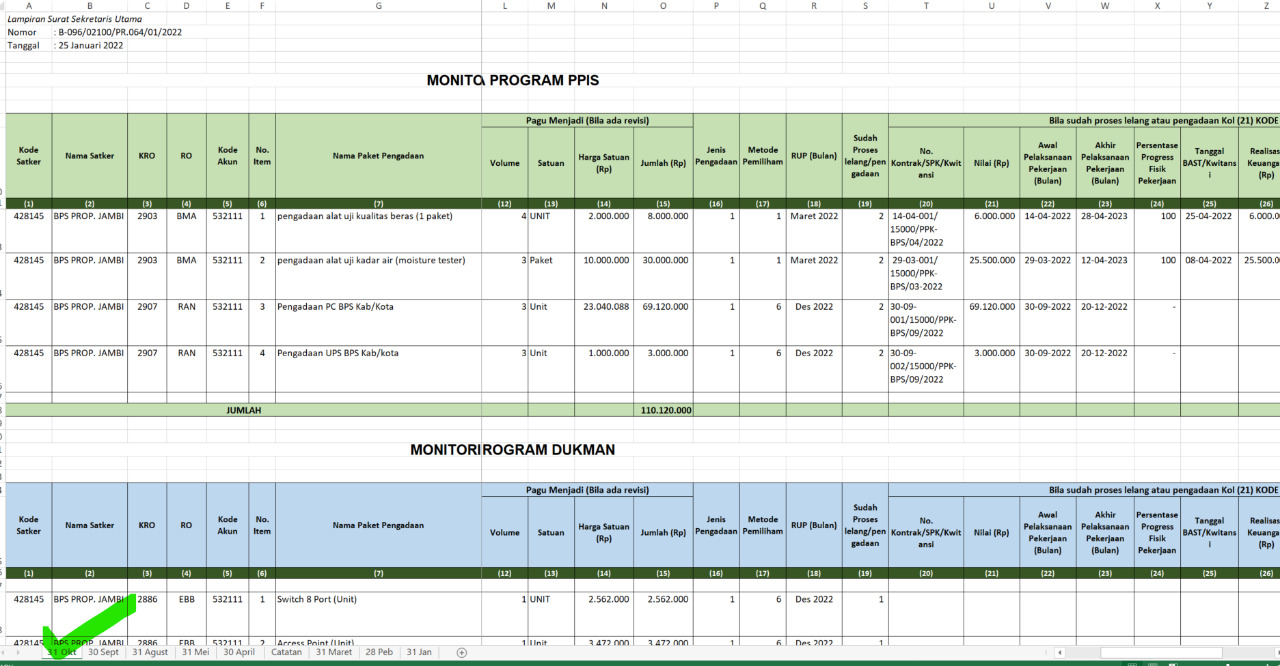 A B C D E F G L M N O P Q R S T U V W X Y Z
Lampiran Surat Sekretaris Utama
Nomor : B-096/02100/PR.064/01/2022
Tanggal : 25 Januari 2022
MONITO PROGRAM PPIS
Pagu Menjadi (Bila ada revisi) Bila sudah proses lelang atau pengadaan Kol (21) KODE
Kode Satker Nama Satker KRO RO Kode Akun No. Item Nama Paket Pengadaan Volume Satuan Harga Satuan (Rp) Jumlah (Rp) Jenis Pengadaan Metode Pemiliham RUP (Bulan) Sudah Proses lelang/pengadaan No. Kontrak/SPK/Kwitansi Nilai (Rp) Awal Pelaksanaan Pekerjaan (Bulan) Akhir Pelaksanaan Pekerjaan (Bulan) Persentase Progress Fisik Pekerjaan Tanggal BAST/Kwitansi Realisas Keuanga (Rp)
(1) (2) (3) (4) (5) (6) (7) (12) (13) (14) (15) (16) (17) (18) (19) (20) (21) (22) (23) (24) (25) (26)
428145 BPS PROP. JAMBI 2903 BMA 532111 1 pengadaan alat uji kualitas beras (1 paket) 4 UNIT 2.000.000 8.000.000 1 1 Maret 2022 2 14-04-001/15000/PPK-BPS/04/2022 6.000.000 14-04-2022 28-04-2023 100 25-04-2022 6.000.0
428145 BPS PROP. JAMBI 2903 BMA 532111 2 pengadaan alat uji kadar air (moisture tester) 3 Paket 10.000.000 30.000.000 1 1 Maret 2022 2 29-03-001/15000/PPK-BPS/03-2022 25.500.000 29-03-2022 12-04-2023 100 08-04-2022 25.500.0
428145 BPS PROP. JAMBI 2907 RAN 532111 3 Pengadaan PC BPS Kab/Kota 3 Unit 23.040.088 69.120.000 1 6 Des 2022 2 30-09-001/15000/PPK-BPS/09/2022 69.120.000 30-09-2022 20-12-2022 -
428145 BPS PROP. JAMBI 2907 RAN 532111 4 Pengadaan UPS BPS Kab/kota 3 Unit 1.000.000 3.000.000 1 6 Des 2022 2 30-09-002/15000/PPK-BPS/09/2022 3.000.000 30-09-2022 20-12-2022 -
JUMLAH 110.120.000
MONITORIROGRAM DUKMAN
Pagu Menjadi (Bila ada revisi) Bila sudah proses lelang atau pengadaan Kol (21) KODE
Kode Satker Nama Satker KRO RO Kode Akun No. Item Nama Paket Pengadaan Volume Satuan Harga Satuan (Rp) Jumlah (Rp) Jenis Pengadaan Metode Pemiliham RUP (Bulan) Sudah Proses lelang/pengadaan No. Kontrak/SPK/Kwitansi Nilai (Rp) Awal Pelaksanaan Pekerjaan (Bulan) Akhir Pelaksanaan Pekerjaan (Bulan) Persentase Progress Fisik Pekerjaan Tanggal BAST/Kwitansi Realisas Keuanga (Rp)
(1) (2) (3) (4) (5) (6) (7) (12) (13) (14) (15) (16) (17) (18) (19) (20) (21) (22) (23) (24) (25) (26)
428145 BPS PROP. JAMBI 2886 EBB 532111 1 Switch 8 Port (Unit) 1 UNIT 2.562.000 2.562.000 1 6 Des 2022 1
428145 BPS PROP. JAMBI 2886 EBB 532111 2 Access Point (Unit) 1 Unit 3.472.000 3.472.000 1 6 Des 2022 1
31 Okt 30 Sept 31 Agust 31 Mei 30 April Catatan 31 Maret 28 Peb 31 Jan